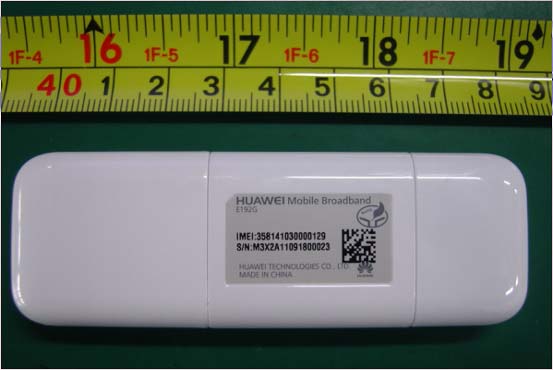 16 17 18 19
1F-4 1F-5 1F-6 1F-7
40 1 2 3 4 5 6 7 8 9
HUAWEI Mobile Broadband
E192G
IMEI:358141030000129
S/N:M3X2A11091800023
HUAWEI TECHNOLOGIES CO., LTD.
MADE IN CHINA